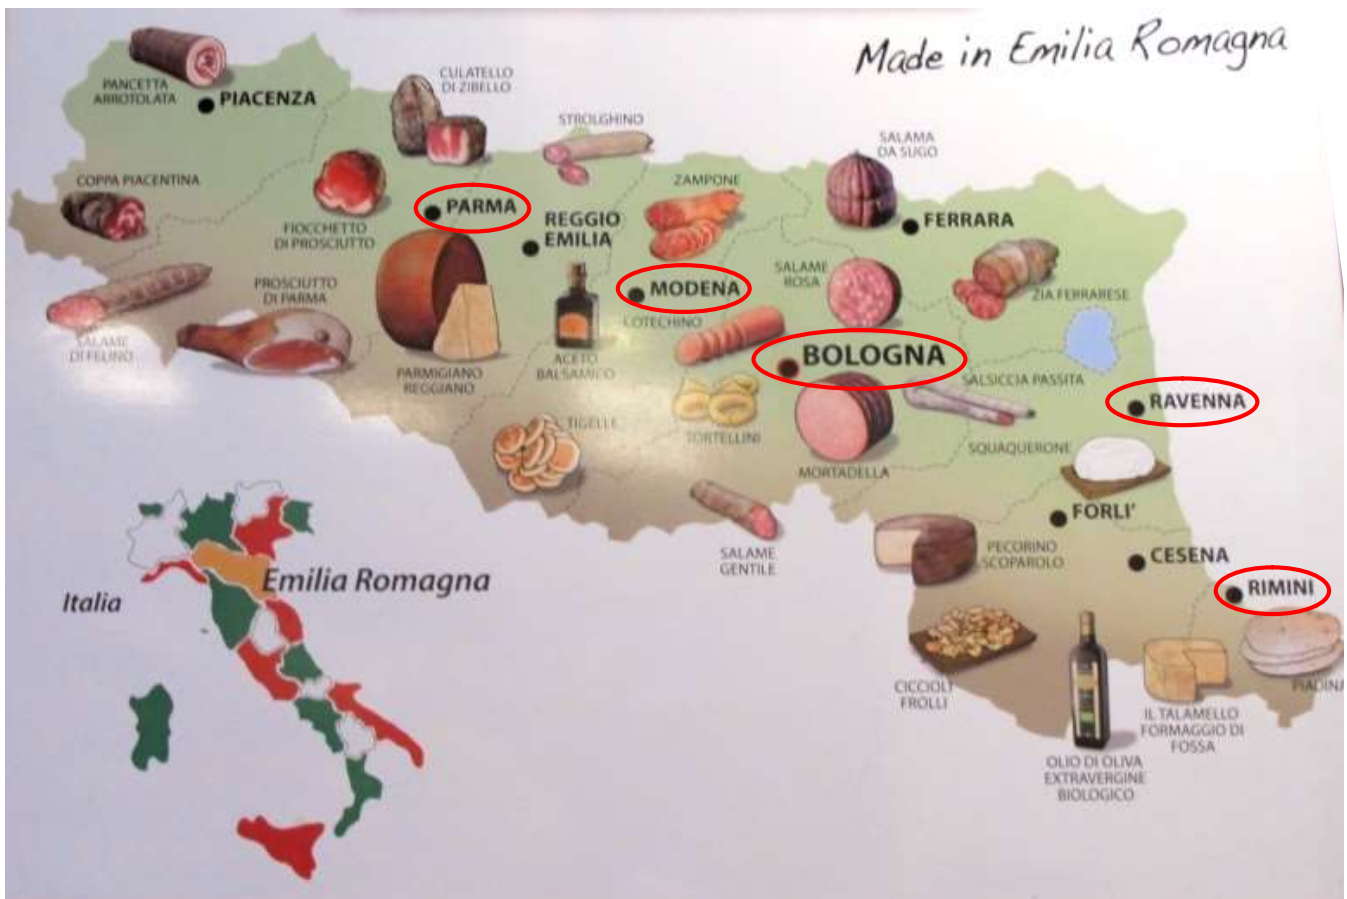 Made in Emilia Romagna
PANCETTA
ARROTOLATA
PIACENZA
CULATELLO
DI ZIBELLO
STROLGHINO
SALAMA
DA SUGO
COPPA PIACENTINA
ZAMPONE
PARMA
FIOCCHETTO
DI PROSCIUTTO
REGGIO
EMILIA
FERRARA
PROSCIUTTO
DI PARMA
MODENA
SALAME
ROSA
ZIA FERRARESE
COTECHINO
SALAME
DI FELINO
PARMIGIANO
REGGIANO
ACETO
BALSAMICO
BOLOGNA
SALSICCIA PASSITA
RAVENNA
TIGELLE
TORTELLINI
MORTADELLA
SQUAQUERONE
FORLI'
SALAME
GENTILE
PECORINO
SCOPAROLO
CESENA
RIMINI
Emilia Romagna
Italia
CICCIOLI
FROLLI
PIADINA
IL TALAMELLO
FORMAGGIO DI
FOSSA
OLIO DI OLIVA
EXTRAVERGINE
BIOLOGICO